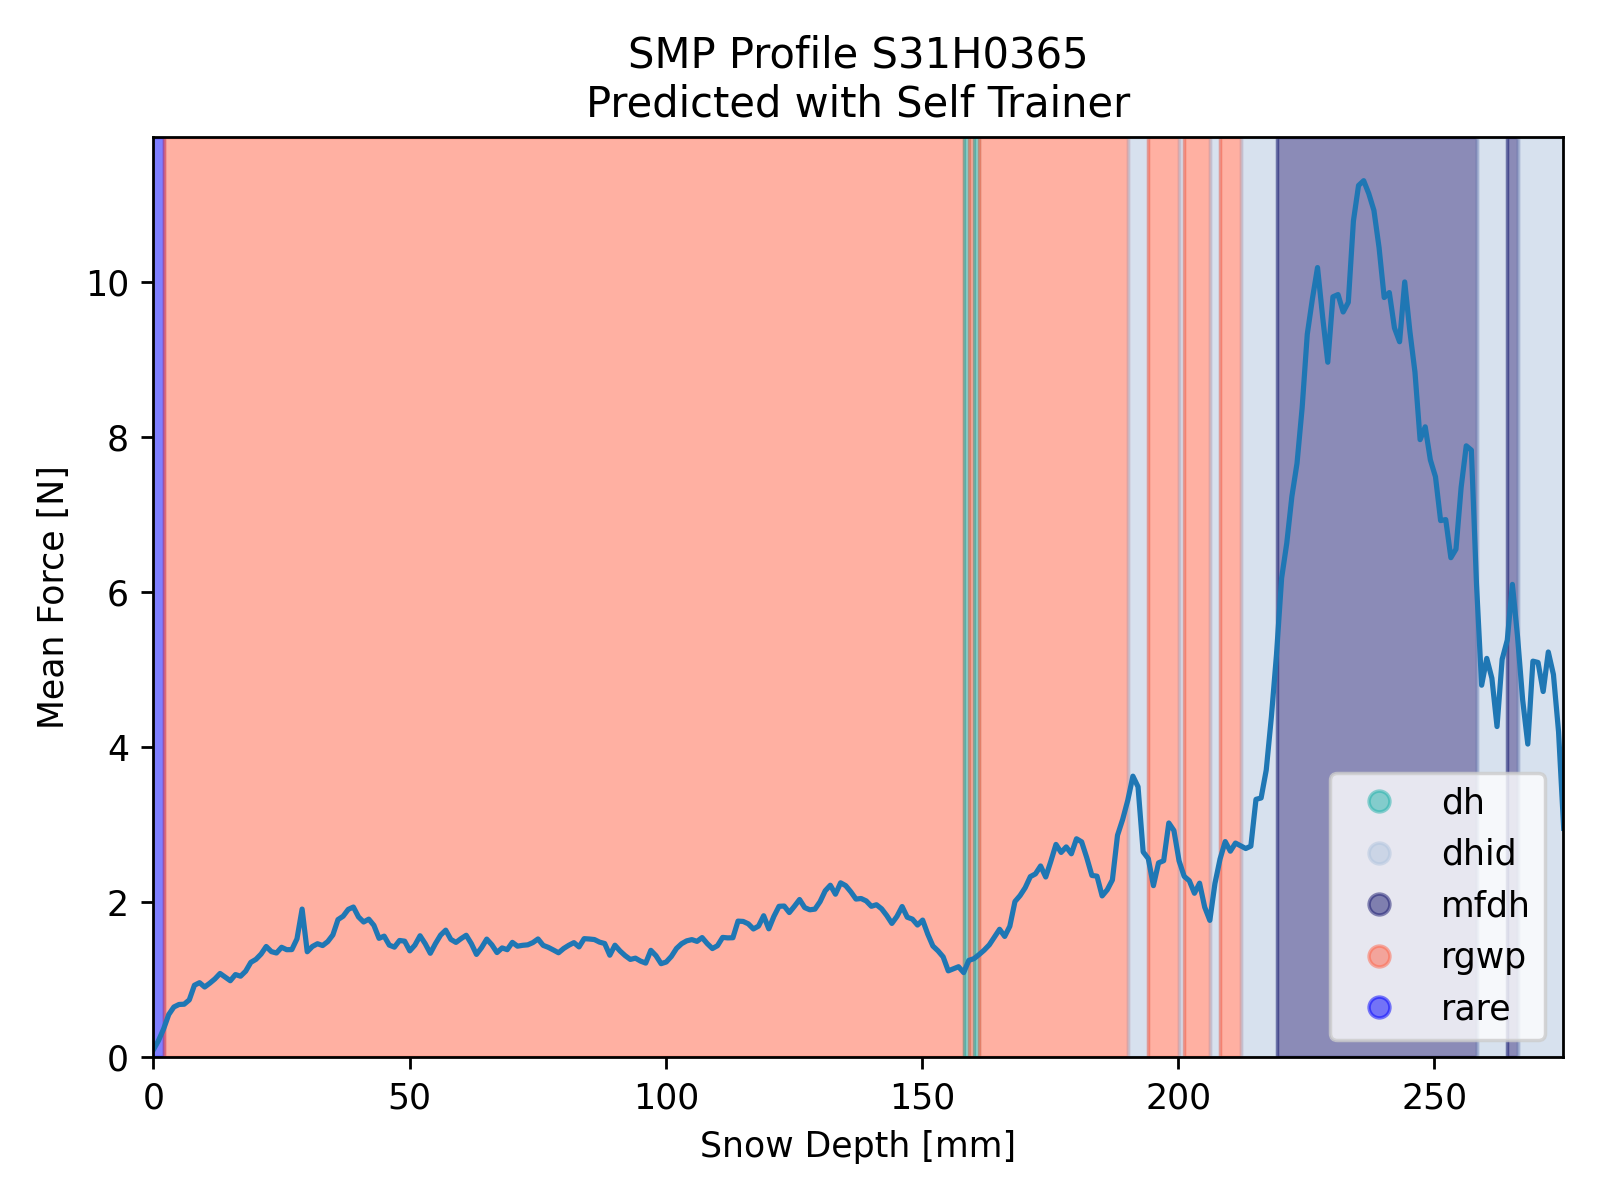 SMP Profile S31H0365
Predicted with Self Trainer
Mean Force [N]
10
8
6
4
2
0
0 50 100 150 200 250
Snow Depth [mm]
dh
dhid
mfdh
rgwp
rare